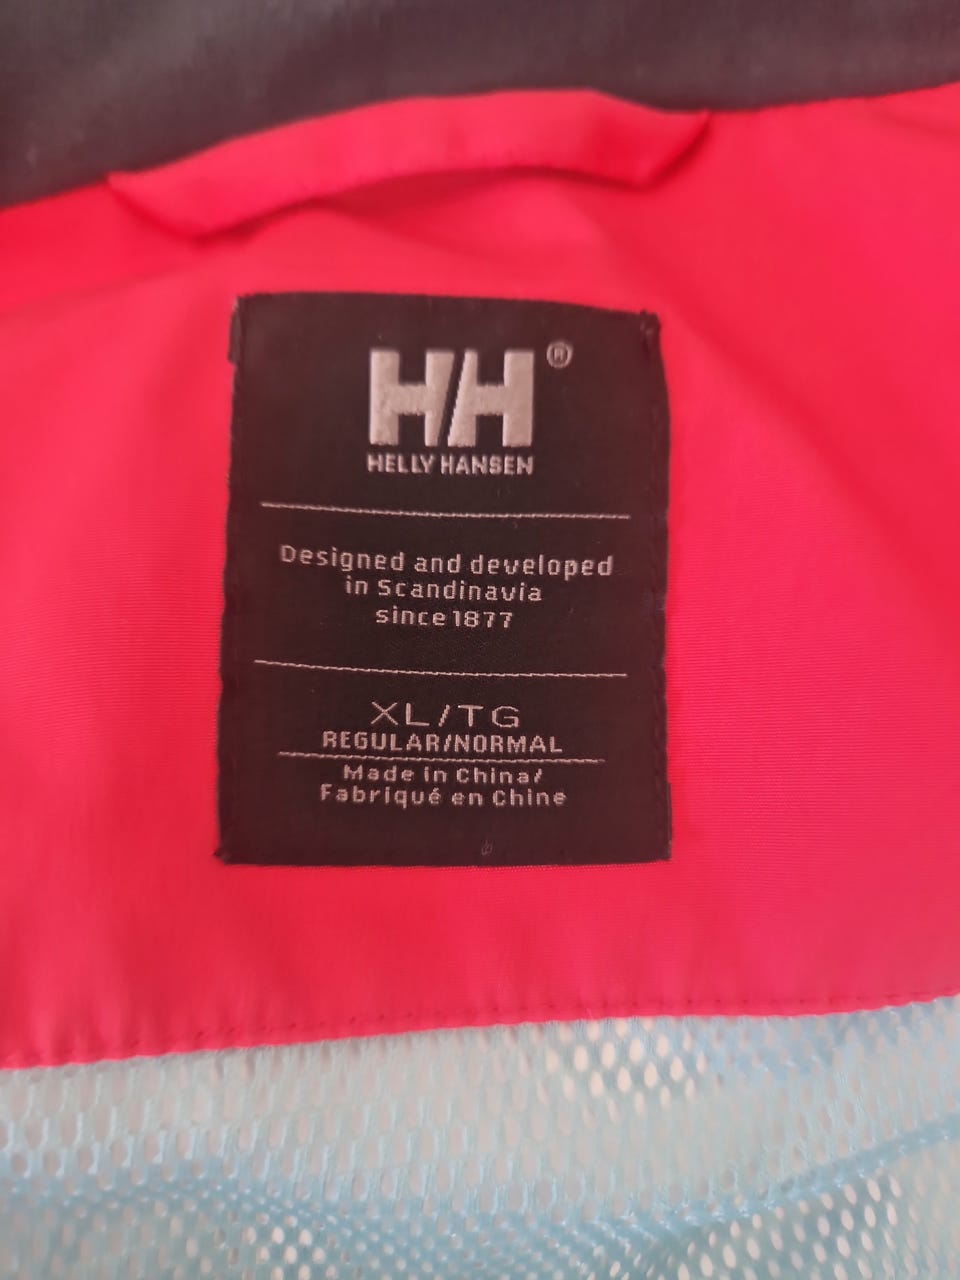 HH®
HELLY HANSEN
Designed and developed
in Scandinavia
since 1877
XL/TG
REGULAR/NORMAL
Made in China/
Fabriqué en Chine